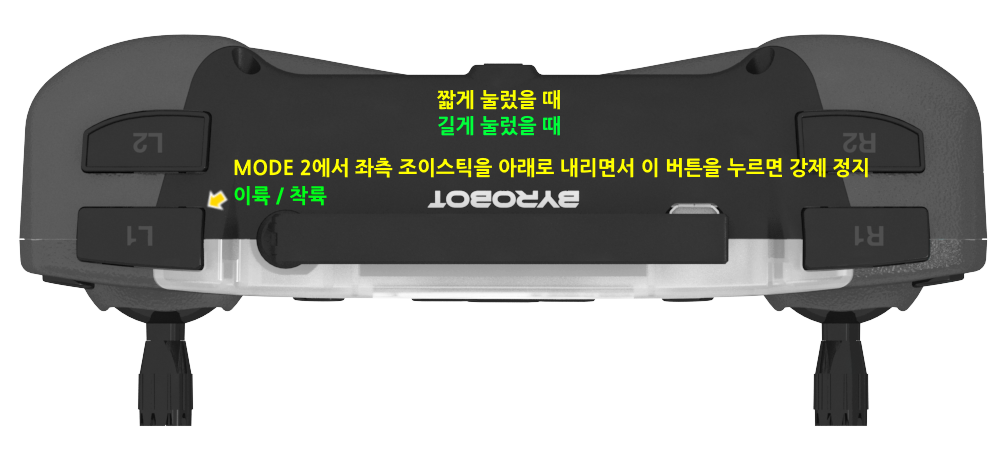 짧게 눌렀을 때
길게 눌렀을 때
L2
R2
MODE 2에서 좌측 조이스틱을 아래로 내리면서 이 버튼을 누르면 강제 정지
이륙 / 착륙
BYROBOT
L1
R1